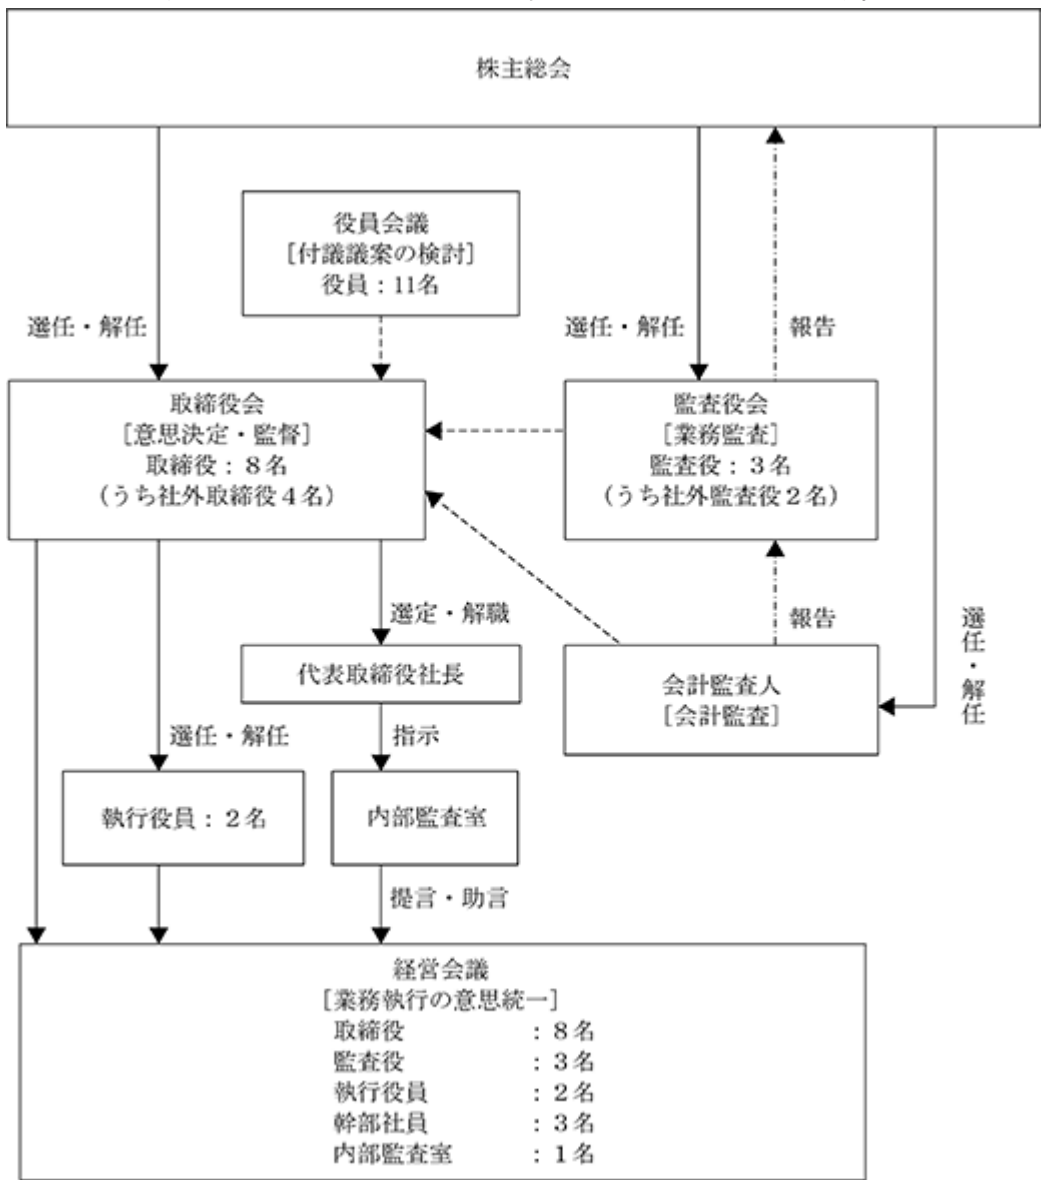 株主総会
役員会議
[付議議案の検討]
役員：11名
選任・解任
選任・解任
報告
取締役会
[意思決定・監督]
取締役：８名
(うち社外取締役４名)
監査役会
[業務監査]
監査役：３名
(うち社外監査役２名)
選定・解職
報告
選任・解任
代表取締役社長
会計監査人
[会計監査]
選任・解任
指示
執行役員：２名
内部監査室
提言・助言
経営会議
[業務執行の意思統一]
取締役　　　：８名
監査役　　　：３名
執行役員　　：２名
幹部社員　　：３名
内部監査室　：１名